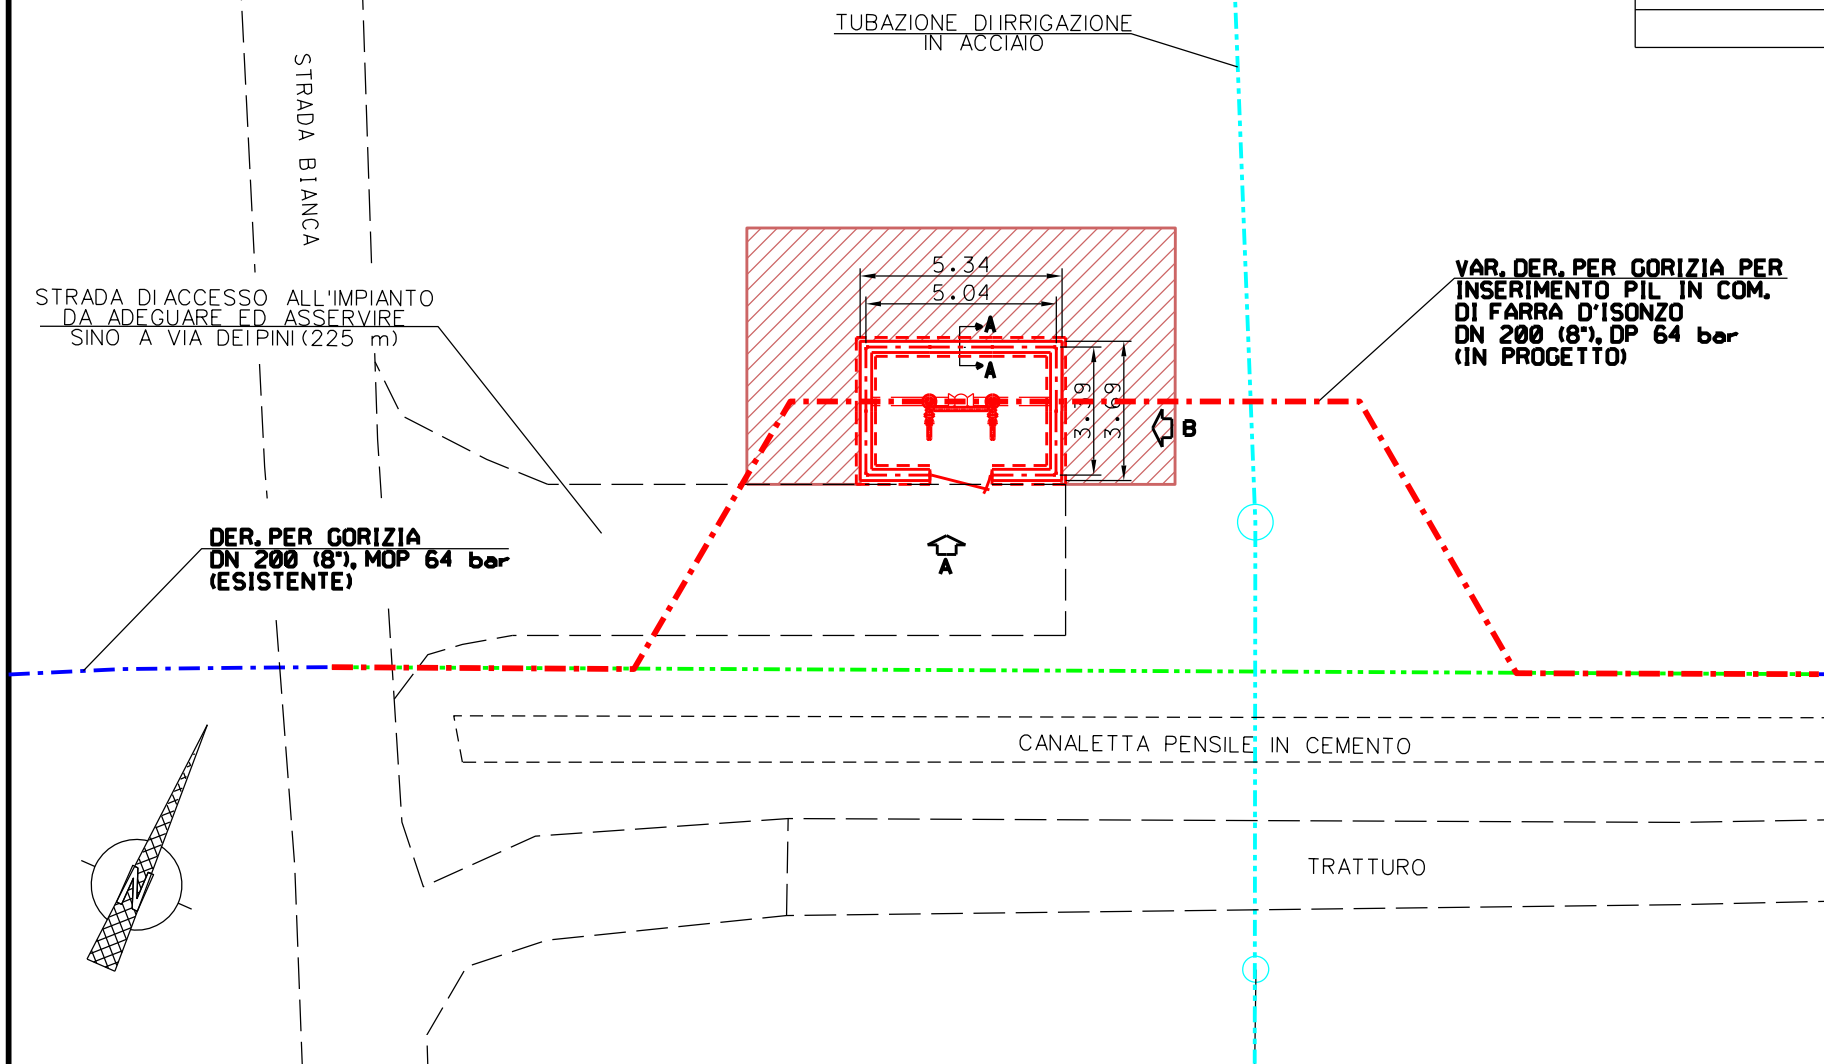 TUBAZIONE DI IRRIGAZIONE
IN ACCIAIO
STRADA BIANCA
STRADA DI ACCESSO ALL'IMPIANTO
DA ADEGUARE ED ASSERVIRE
SINO A VIA DEI PINI (225 m)
5.34
5.04
A
A
3.39
3.69
B
A
VAR. DER. PER GORIZIA PER
INSERIMENTO PIL IN COM.
DI FARRA D'ISONZO
DN 200 (8"), DP 64 bar
(IN PROGETTO)
DER. PER GORIZIA
DN 200 (8"), MOP 64 bar
(ESISTENTE)
CANALETTA PENSILE IN CEMENTO
TRATTURO
N